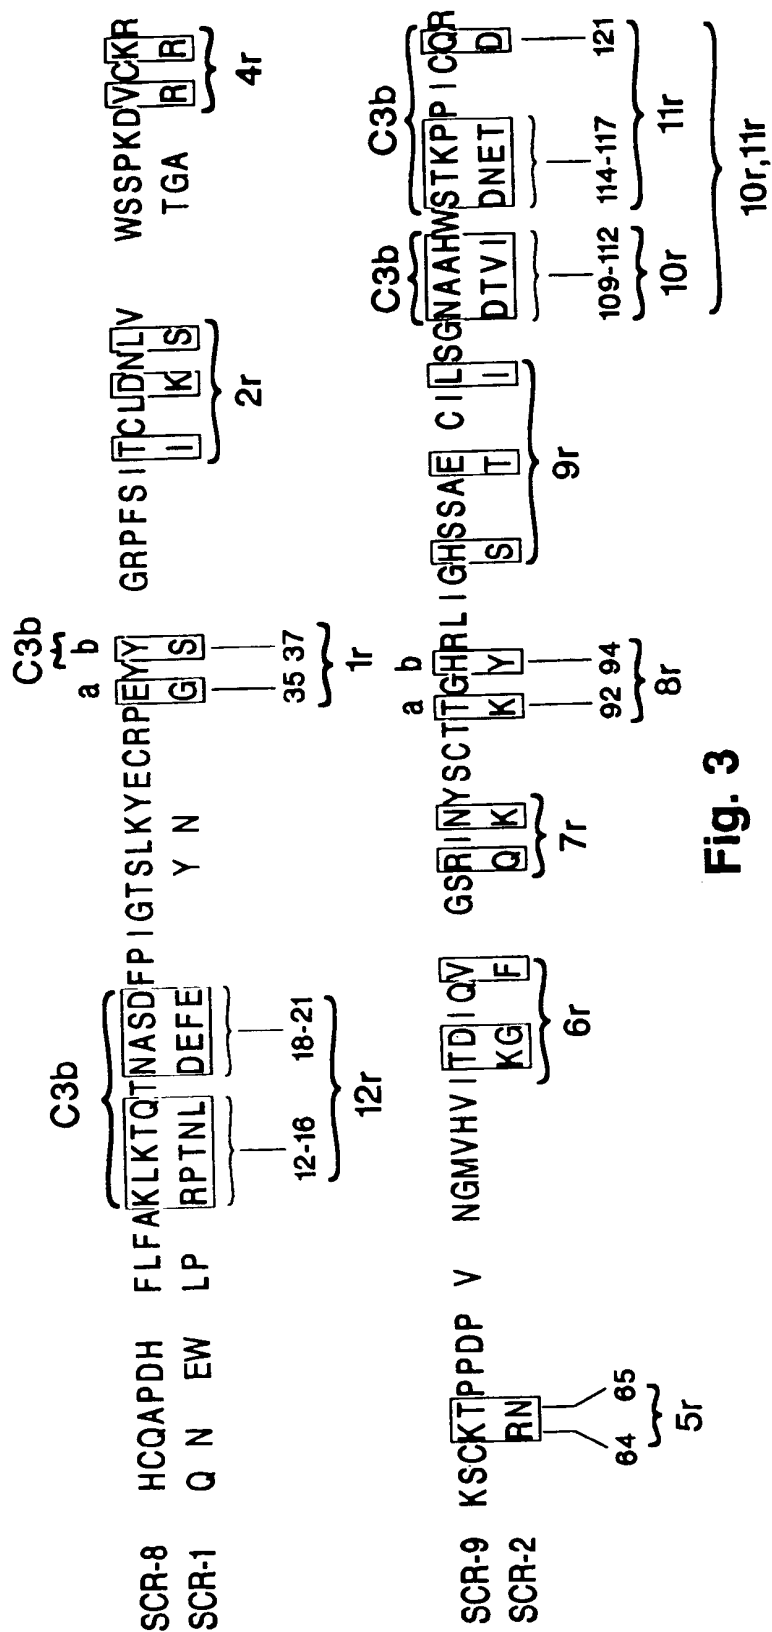 C3b C3b
a b
SCR-8 HCQAPDH FLFAKLKTQTNASDFPIGTSLKYECRPEYYGRPFSITCLDNLV WSSPKDVCKR
SCR-1 Q N EW LP RPTNL DEFE Y N G S I K S TGA R R
12-16 18-21 35 37
12r 1r 2r 4r
C3b C3b
a b
SCR-9 KSCKTPPDP V NGMVHVITDIQV GSRINYSCTTGHRLIGHSSAE CILSGNAAHWSTKPPICQR
SCR-2 RN KG F Q K K Y S T I DTVI DNET D
64 65 92 94 109-112 114-117 121
5r 6r 7r 8r 9r 10r 11r
10r,11r
Fig. 3